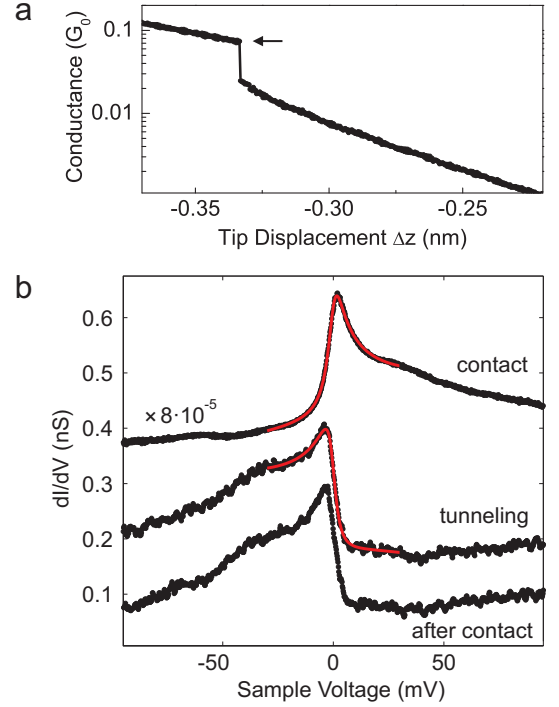 a
Conductance (G₀)
0.1
0.01
-0.35
-0.30
-0.25
Tip Displacement Δz (nm)
b
dI/dV (nS)
0.6
0.5
0.4
0.3
0.2
0.1
contact
×8·10⁻⁵
tunneling
after contact
-50
0
50
Sample Voltage (mV)